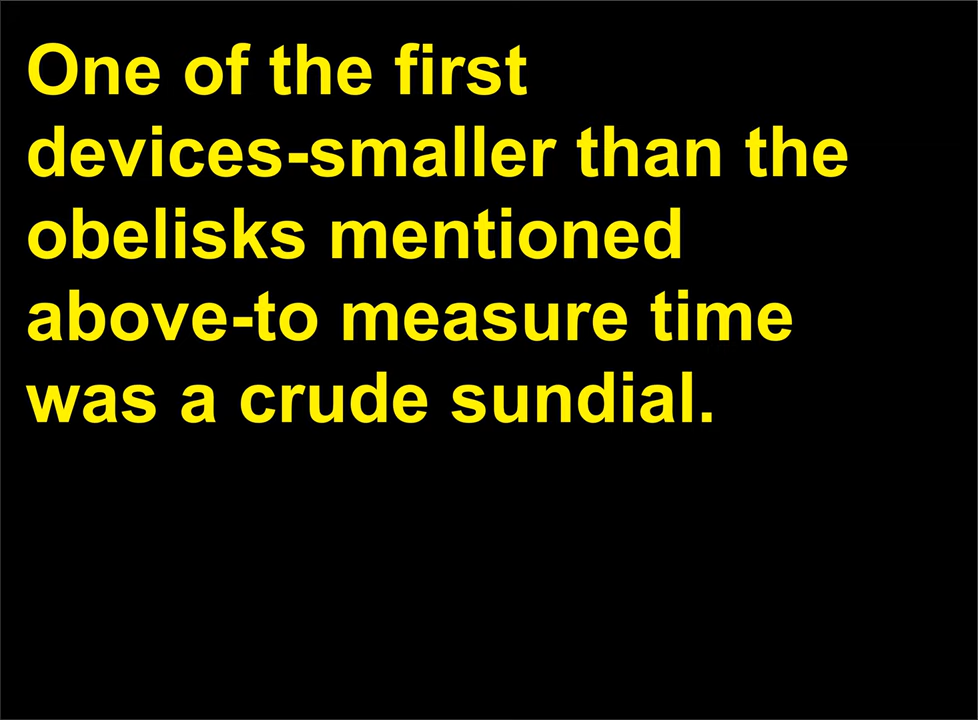 One of the first
devices-smaller than the
obelisks mentioned
above-to measure time
was a crude sundial.